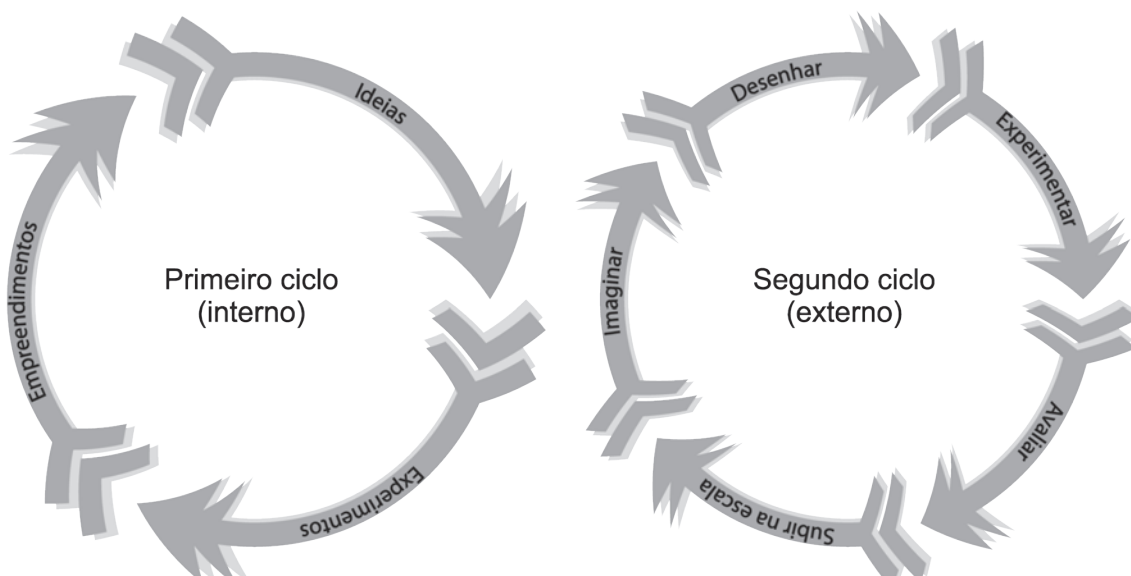 Ideias
Experimentos
Empreendimentos
Primeiro ciclo
(interno)
Desenhar
Experimentar
Avaliar
Subir na escala
Imaginar
Segundo ciclo
(externo)